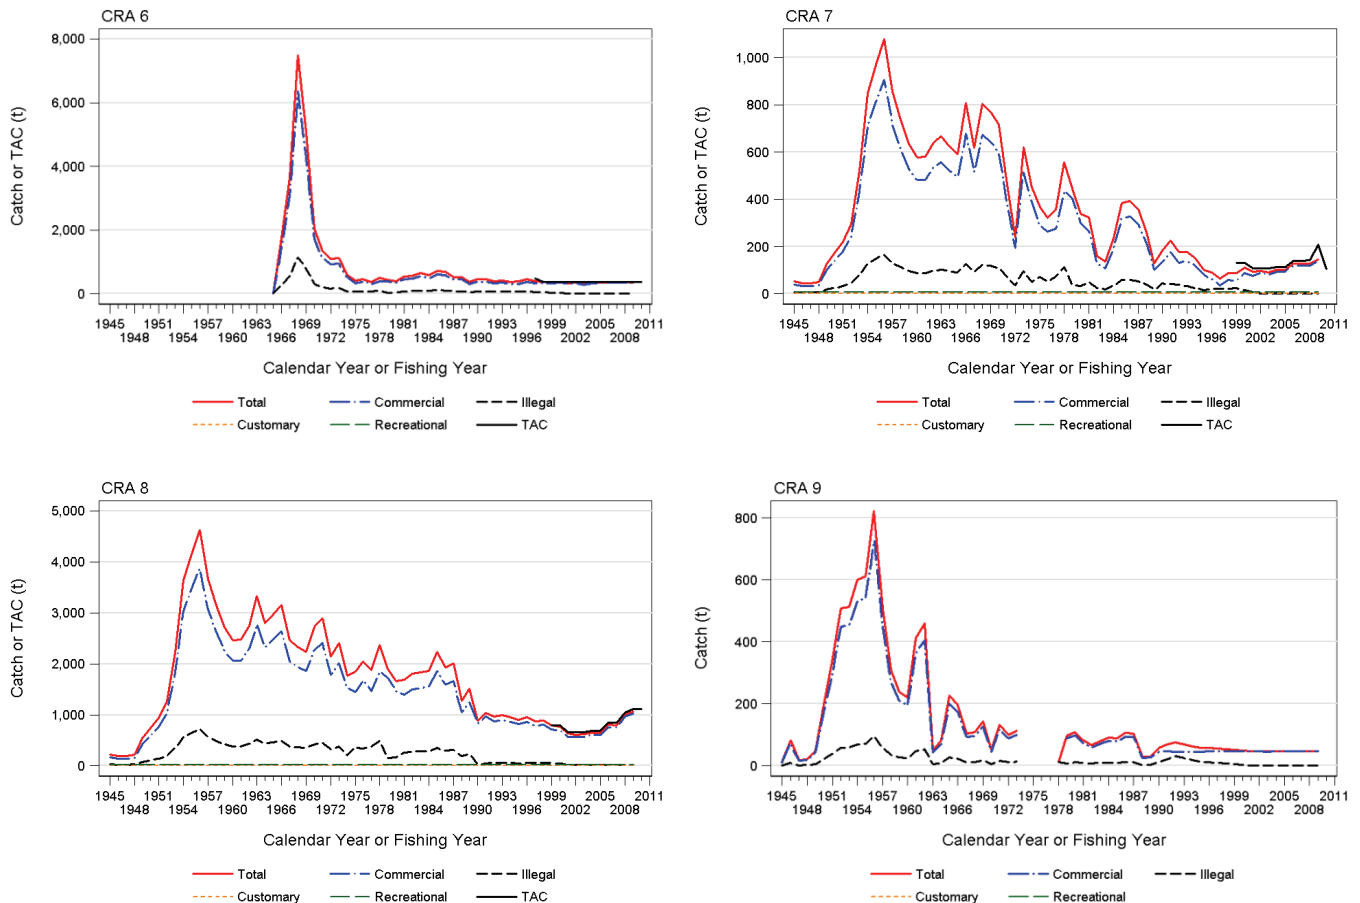 CRA 6
8,000
6,000
4,000
2,000
0
Catch or TAC (t)
1945 1951 1957 1963 1969 1975 1981 1987 1993 1999 2005 2011
1948 1954 1960 1966 1972 1978 1984 1990 1996 2002 2008
Calendar Year or Fishing Year
Total Commercial Illegal
Customary Recreational TAC
CRA 7
1,000
800
600
400
200
0
Catch or TAC (t)
1945 1951 1957 1963 1969 1975 1981 1987 1993 1999 2005 2011
1948 1954 1960 1966 1972 1978 1984 1990 1996 2002 2008
Calendar Year or Fishing Year
Total Commercial Illegal
Customary Recreational TAC
CRA 8
5,000
4,000
3,000
2,000
1,000
0
Catch or TAC (t)
1945 1951 1957 1963 1969 1975 1981 1987 1993 1999 2005 2011
1948 1954 1960 1966 1972 1978 1984 1990 1996 2002 2008
Calendar Year or Fishing Year
Total Commercial Illegal
Customary Recreational TAC
CRA 9
800
600
400
200
0
Catch (t)
1945 1951 1957 1963 1969 1975 1981 1987 1993 1999 2005 2011
1948 1954 1960 1966 1972 1978 1984 1990 1996 2002 2008
Calendar Year or Fishing Year
Total Commercial Illegal
Customary Recreational